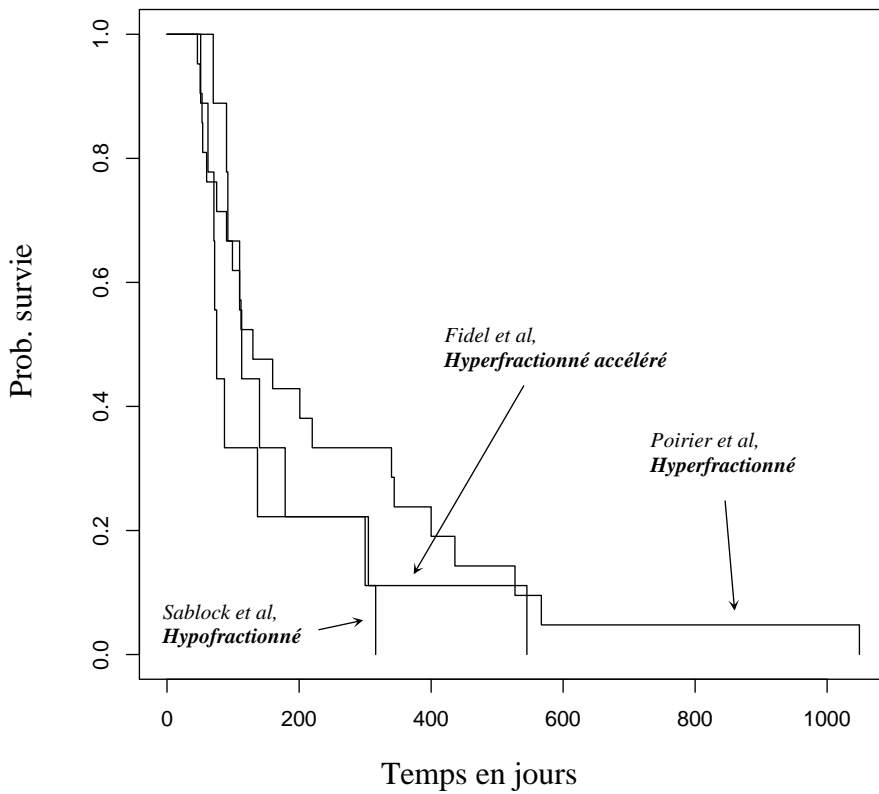 Prob. survie
1.0
0.8
0.6
0.4
0.2
0.0
Fidel et al,
Hyperfractionné accéléré
Poirier et al,
Hyperfractionné
Sablock et al,
Hypofractionné
0 200 400 600 800 1000
Temps en jours